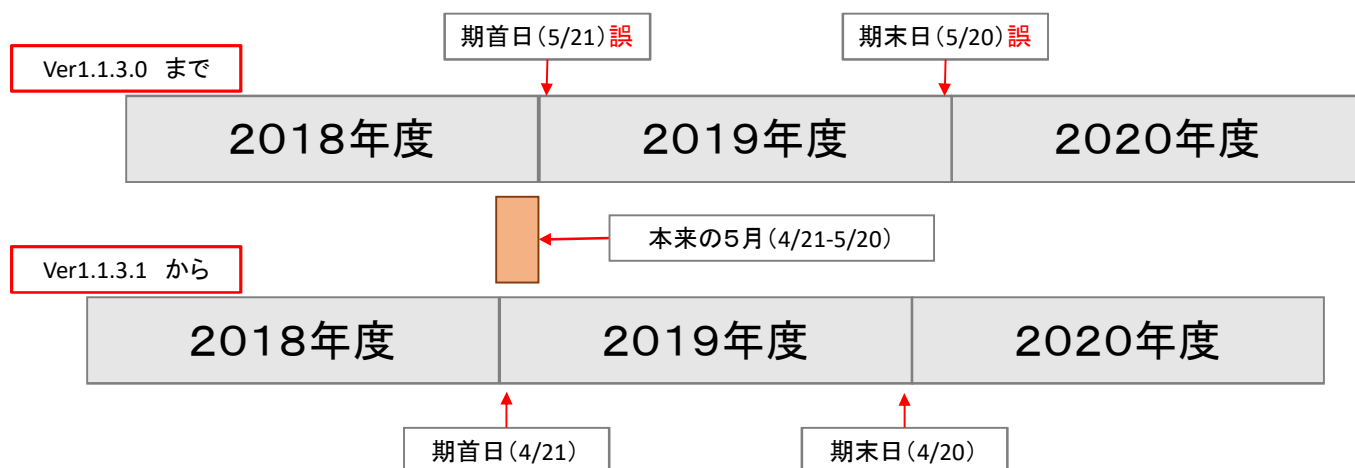 期首日(5/21)誤
期末日(5/20)誤
Ver1.1.3.0 まで
2018年度
2019年度
2020年度
本来の5月(4/21-5/20)
Ver1.1.3.1 から
2018年度
2019年度
2020年度
期首日(4/21)
期末日(4/20)